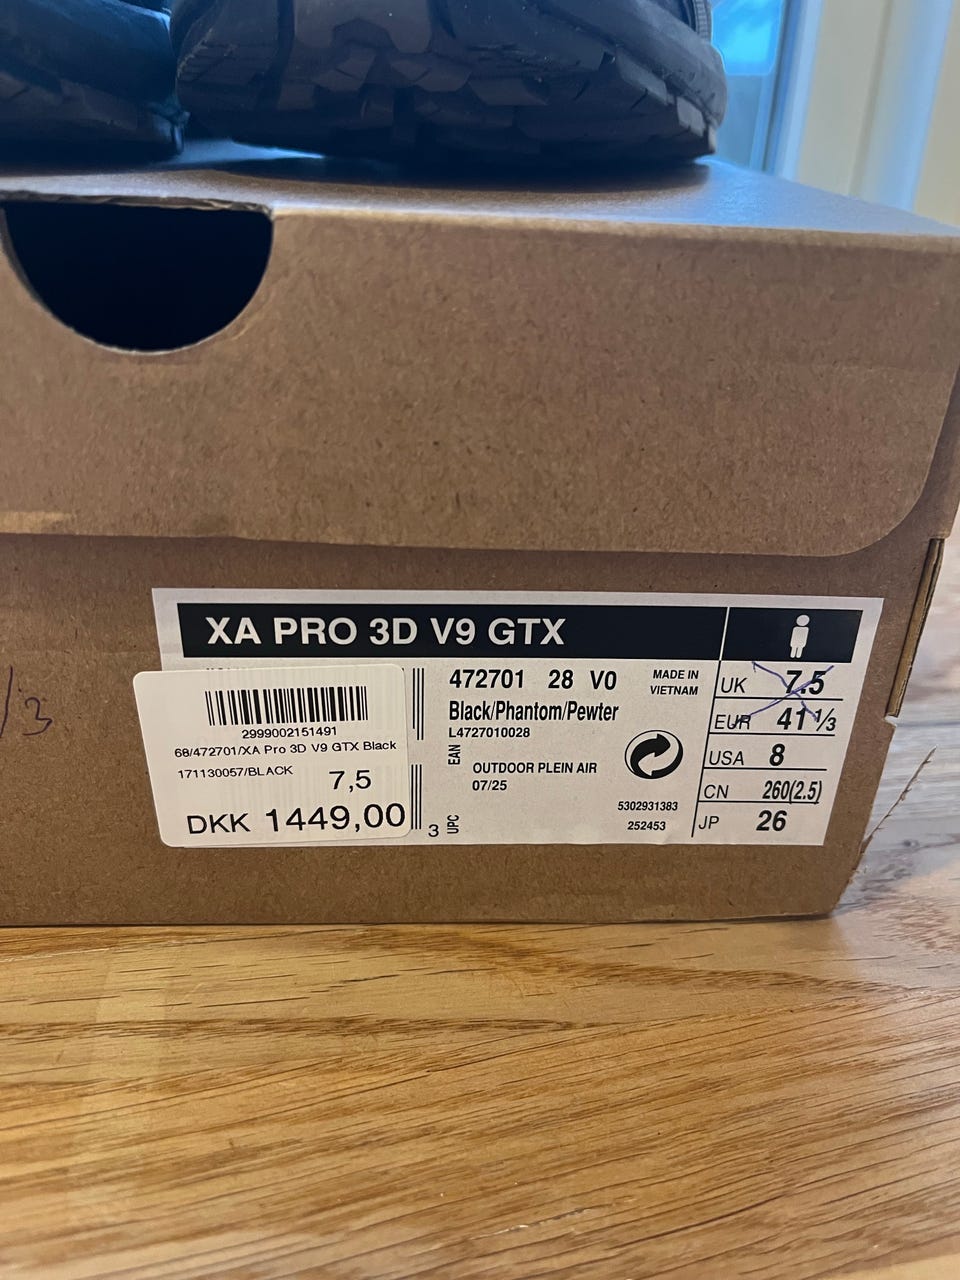 XA PRO 3D V9 GTX
/3
2999002151491
68/472701/XA Pro 3D V9 GTX Black
171130057/BLACK
7,5
DKK 1449,00
472701 28 V0
Black/Phantom/Pewter
L4727010028
EAN
OUTDOOR PLEIN AIR
07/25
3
UPC
MADE IN
VIETNAM
5302931383
252453
UK 7.5
EUR 41 1/3
USA 8
CN 260(2.5)
JP 26